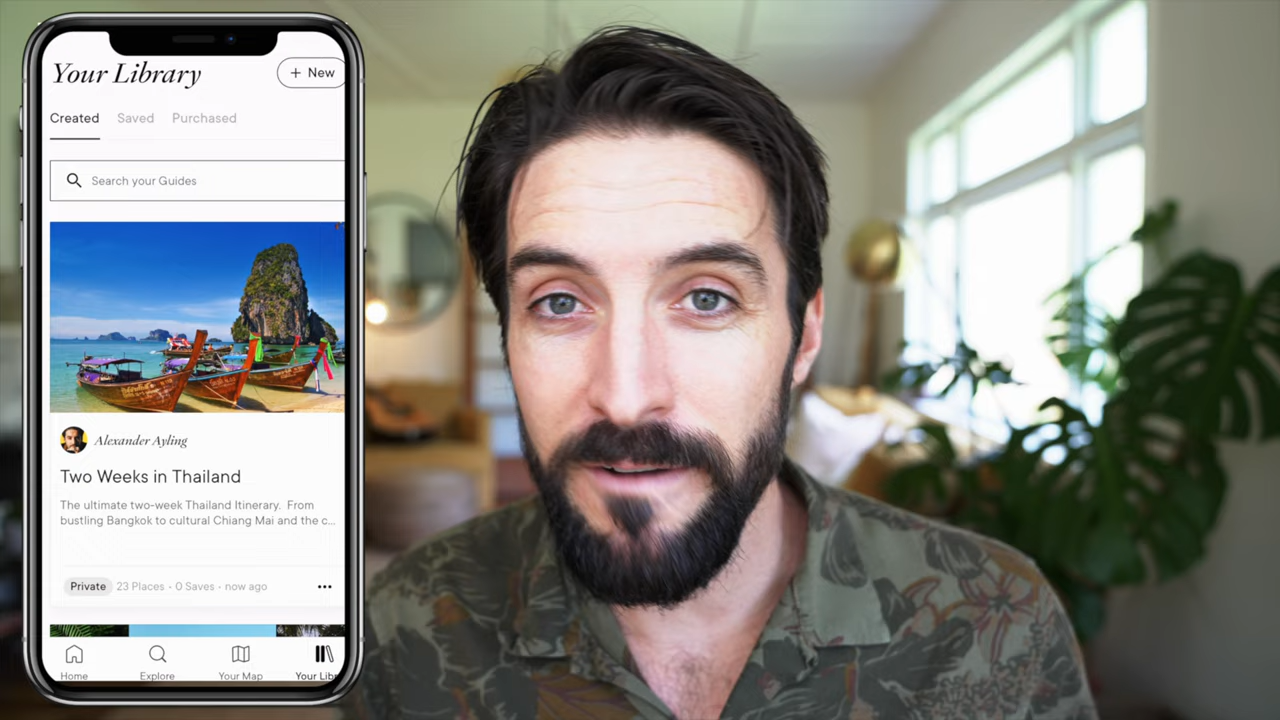 Your Library
+ New
Created Saved Purchased
Search your Guides
Alexander Ayling
Two Weeks in Thailand
The ultimate two-week Thailand Itinerary. From
bustling Bangkok to cultural Chiang Mai and the c...
Private 23 Places • 0 Saves • now ago
Home Explore Your Map Your Libr